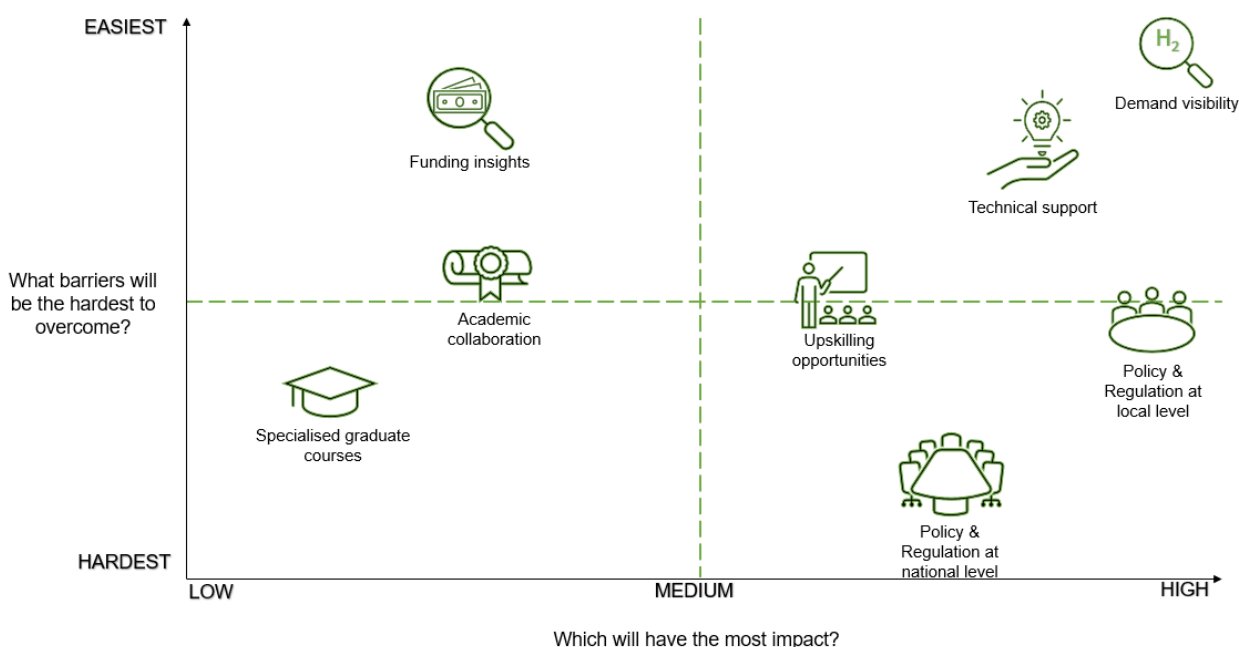 EASIEST
H₂
Demand visibility
Funding insights
Technical support
What barriers will
be the hardest to
overcome?
Academic
collaboration
Upskilling
opportunities
Policy &
Regulation at
local level
Specialised graduate
courses
Policy &
Regulation at
national level
HARDEST
LOW
MEDIUM
HIGH
Which will have the most impact?